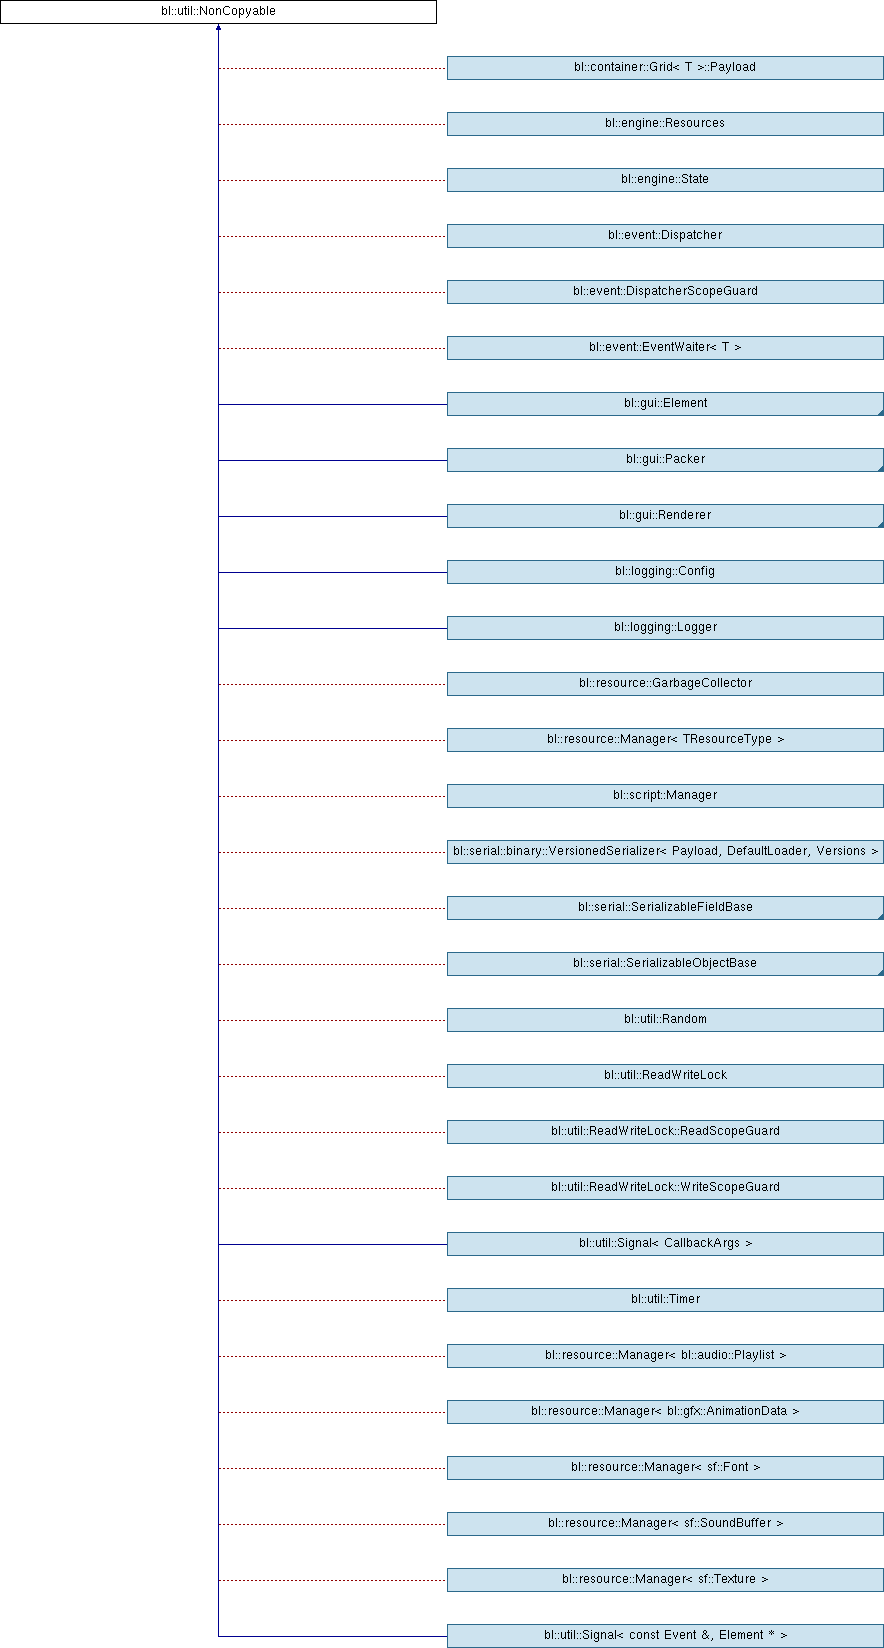 bl::util::NonCopyable
bl::container::Grid< T >::Payload
bl::engine::Resources
bl::engine::State
bl::event::Dispatcher
bl::event::DispatcherScopeGuard
bl::event::EventWaiter< T >
bl::gui::Element
bl::gui::Packer
bl::gui::Renderer
bl::logging::Config
bl::logging::Logger
bl::resource::GarbageCollector
bl::resource::Manager< TResourceType >
bl::script::Manager
bl::serial::binary::VersionedSerializer< Payload, DefaultLoader, Versions >
bl::serial::SerializableFieldBase
bl::serial::SerializableObjectBase
bl::util::Random
bl::util::ReadWriteLock
bl::util::ReadWriteLock::ReadScopeGuard
bl::util::ReadWriteLock::WriteScopeGuard
bl::util::Signal< CallbackArgs >
bl::util::Timer
bl::resource::Manager< bl::audio::Playlist >
bl::resource::Manager< bl::gfx::AnimationData >
bl::resource::Manager< sf::Font >
bl::resource::Manager< sf::SoundBuffer >
bl::resource::Manager< sf::Texture >
bl::util::Signal< const Event &, Element * >